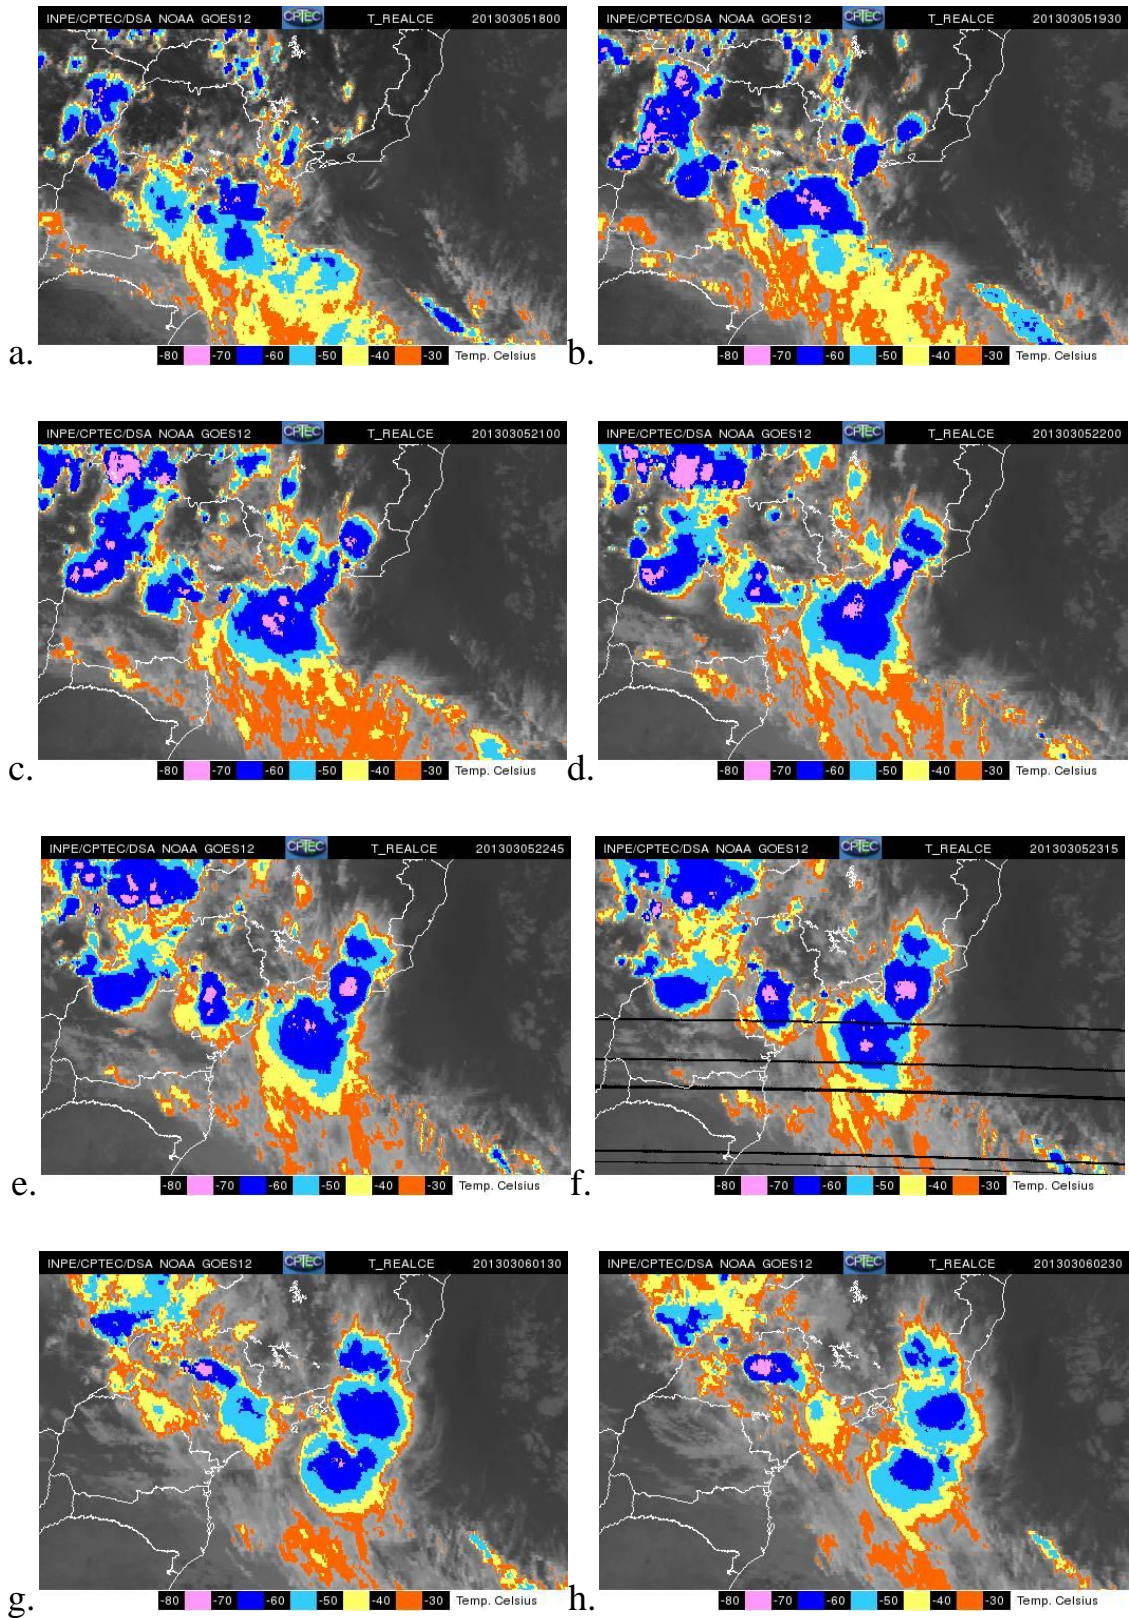 INPE/CPTEC/DSA NOAA GOES12 CPTEC T_REALCE 201303051800
a.
-80 -70 -60 -50 -40 -30 Temp. Celsius
INPE/CPTEC/DSA NOAA GOES12 CPTEC T_REALCE 201303051930
b.
-80 -70 -60 -50 -40 -30 Temp. Celsius
INPE/CPTEC/DSA NOAA GOES12 CPTEC T_REALCE 201303052100
c.
-80 -70 -60 -50 -40 -30 Temp. Celsius
INPE/CPTEC/DSA NOAA GOES12 CPTEC T_REALCE 201303052200
d.
-80 -70 -60 -50 -40 -30 Temp. Celsius
INPE/CPTEC/DSA NOAA GOES12 CPTEC T_REALCE 201303052245
e.
-80 -70 -60 -50 -40 -30 Temp. Celsius
INPE/CPTEC/DSA NOAA GOES12 CPTEC T_REALCE 201303052315
f.
-80 -70 -60 -50 -40 -30 Temp. Celsius
INPE/CPTEC/DSA NOAA GOES12 CPTEC T_REALCE 201303060130
g.
-80 -70 -60 -50 -40 -30 Temp. Celsius
INPE/CPTEC/DSA NOAA GOES12 CPTEC T_REALCE 201303060230
h.
-80 -70 -60 -50 -40 -30 Temp. Celsius